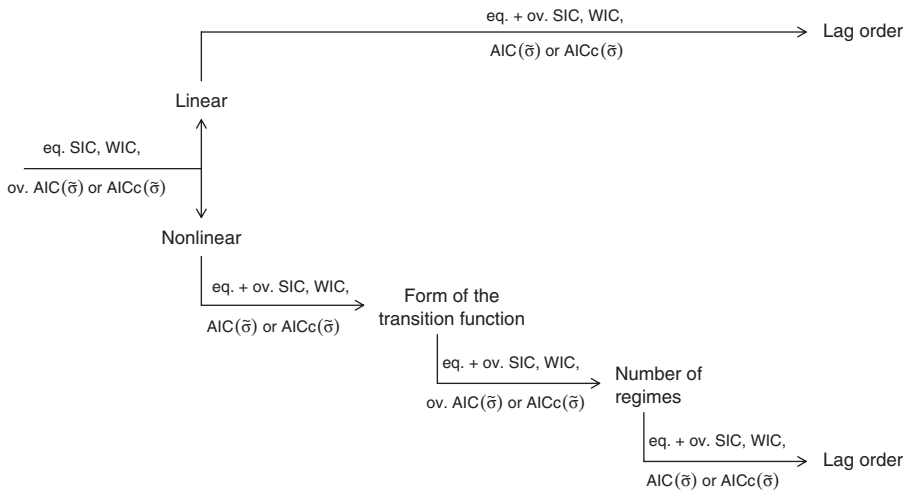 eq. + ov. SIC, WIC,
Lag order
AIC(σ̃) or AICc(σ̃)
Linear
eq. SIC, WIC,
ov. AIC(σ̃) or AICc(σ̃)
Nonlinear
eq. + ov. SIC, WIC,
AIC(σ̃) or AICc(σ̃)
Form of the
transition function
eq. + ov. SIC, WIC,
ov. AIC(σ̃) or AICc(σ̃)
Number of
regimes
eq. + ov. SIC, WIC,
AIC(σ̃) or AICc(σ̃)
Lag order